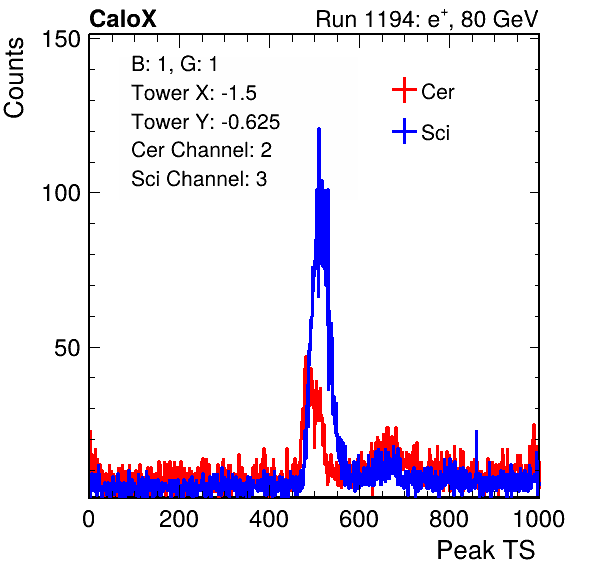 CaloX Run 1194: e+, 80 GeV
Counts
150
100
50
B: 1, G: 1
Tower X: -1.5
Tower Y: -0.625
Cer Channel: 2
Sci Channel: 3
Cer
Sci
0 200 400 600 800 1000
Peak TS